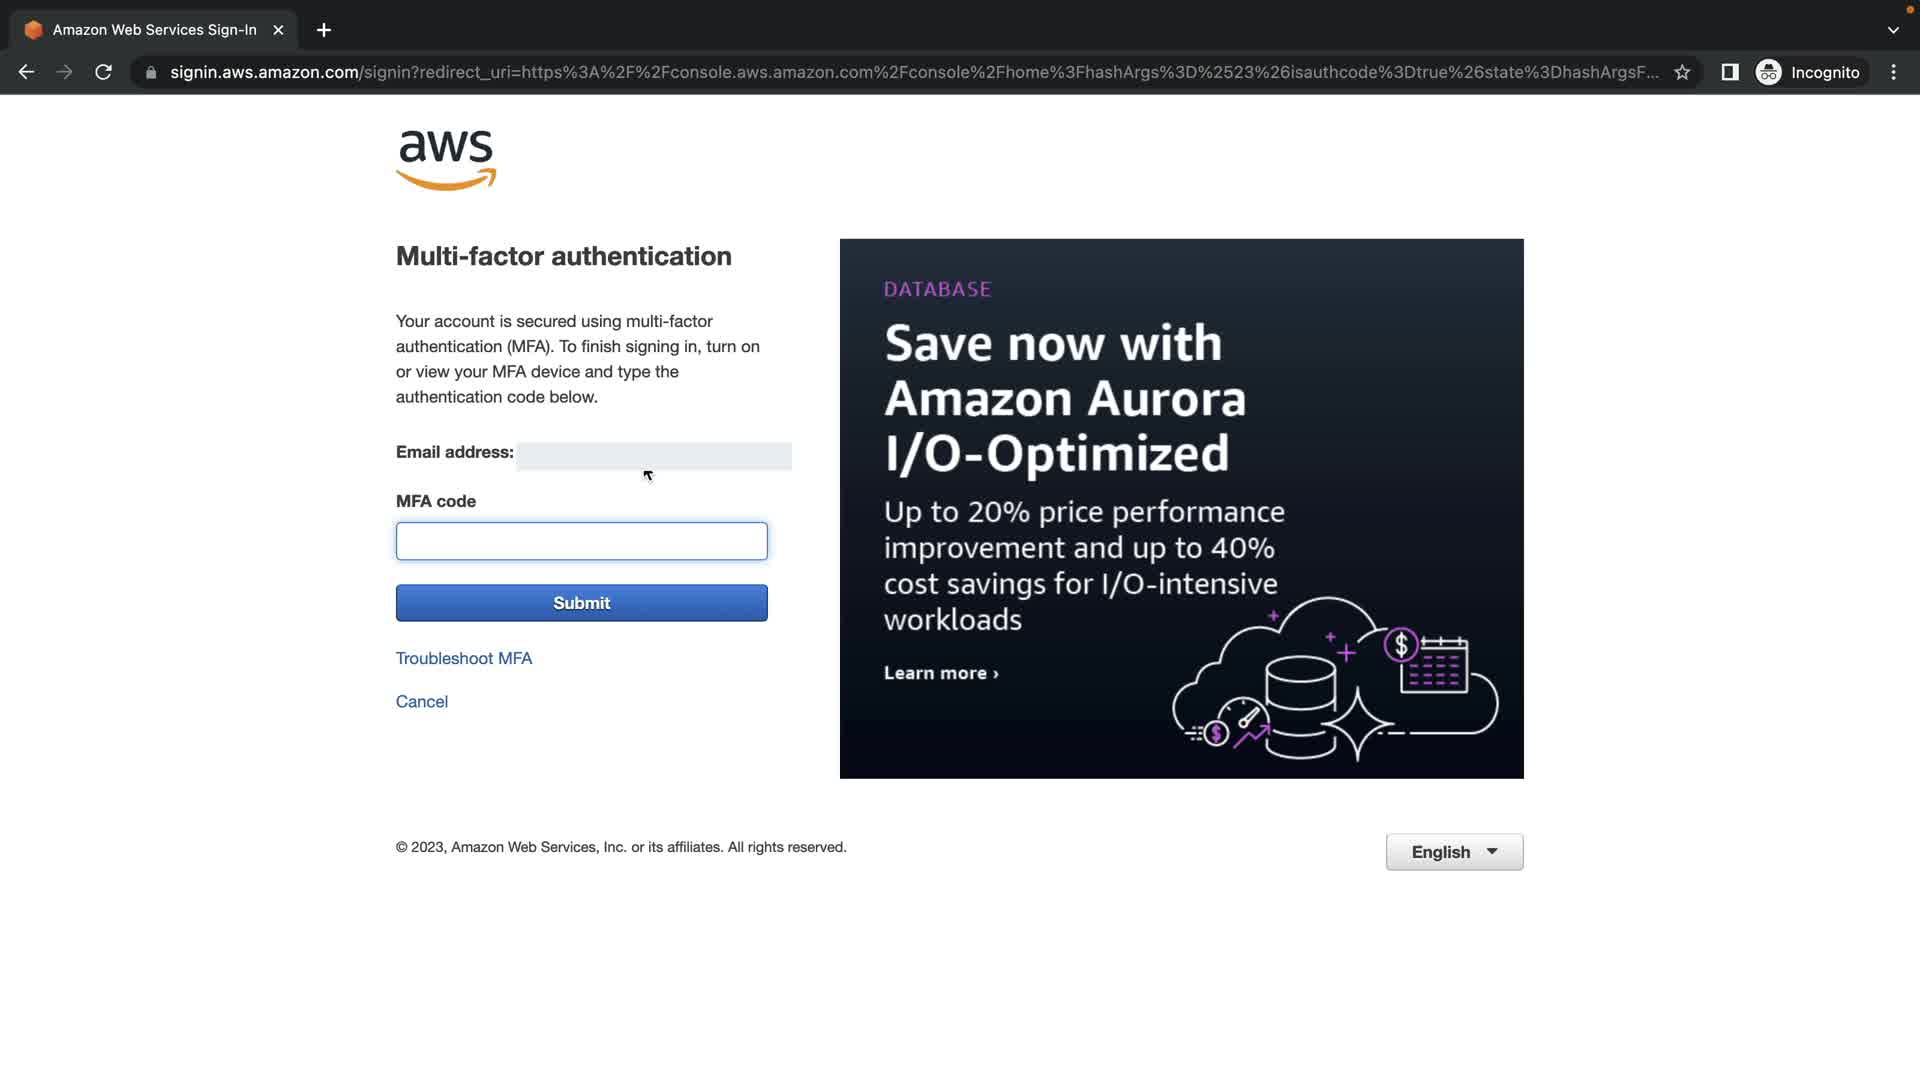 Amazon Web Services Sign-In
signin.aws.amazon.com/signin?redirect_uri=https%3A%2F%2Fconsole.aws.amazon.com%2Fconsole%2Fhome%3FhashArgs%3D%2523%26isauthcode%3Dtrue%26state%3DhashArgsF...
Incognito
aws
Multi-factor authentication
Your account is secured using multi-factor
authentication (MFA). To finish signing in, turn on
or view your MFA device and type the
authentication code below.
Email address:
MFA code
Submit
Troubleshoot MFA
Cancel
DATABASE
Save now with
Amazon Aurora
I/O-Optimized
Up to 20% price performance
improvement and up to 40%
cost savings for I/O-intensive
workloads
Learn more ›
$
$
© 2023, Amazon Web Services, Inc. or its affiliates. All rights reserved.
English